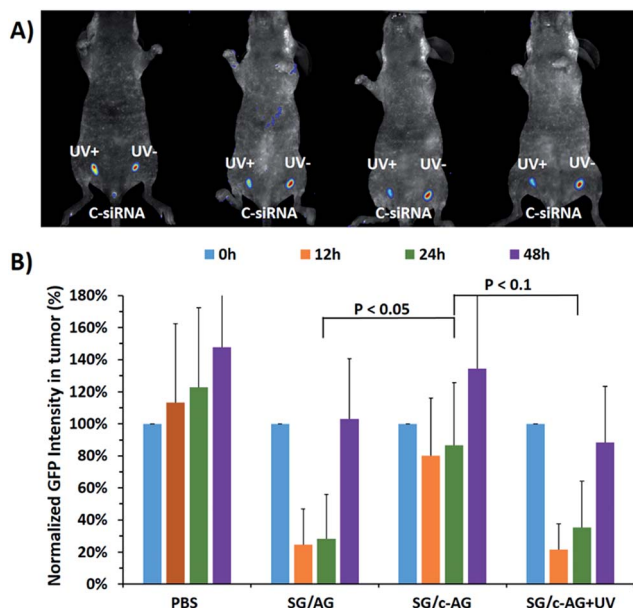 A)
UV+ UV- UV+ UV- UV+ UV- UV+ UV-
C-siRNA C-siRNA C-siRNA C-siRNA
B)
0h 12h 24h 48h
Normalized GFP Intensity in tumor (%)
180%
160%
140%
120%
100%
80%
60%
40%
20%
0%
P < 0.05
P < 0.1
PBS SG/AG SG/c-AG SG/c-AG+UV